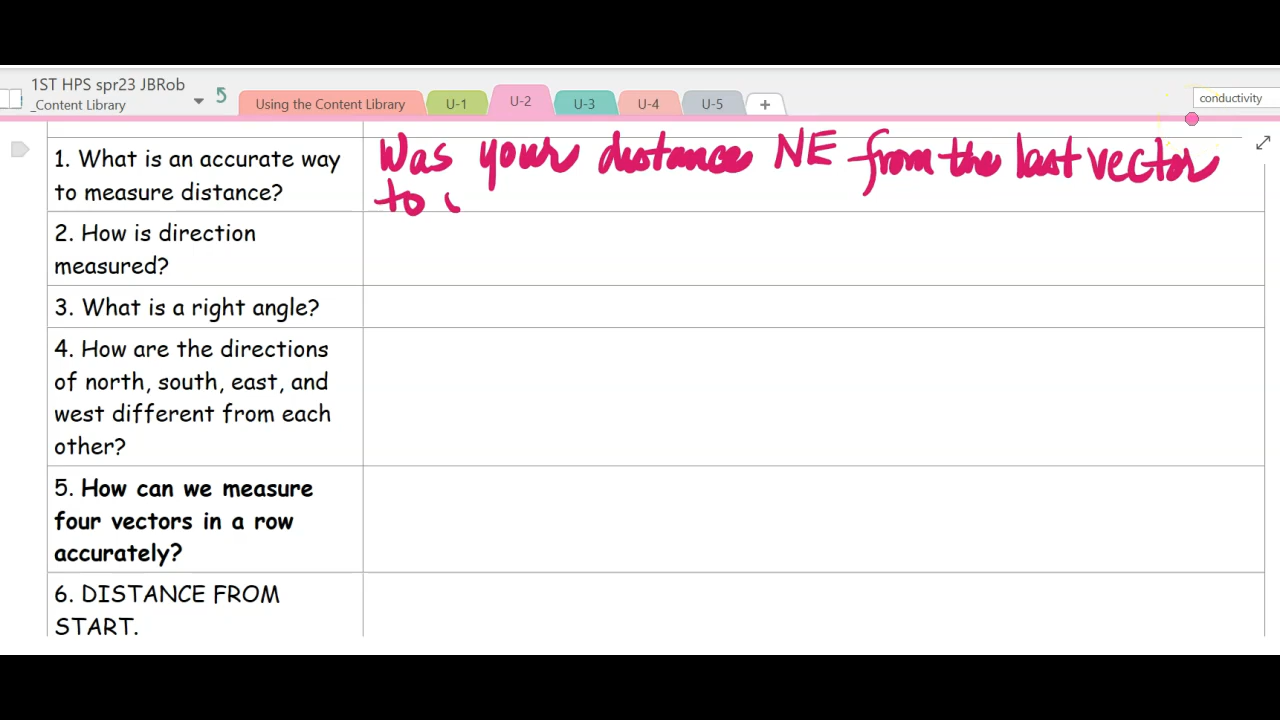 1ST HPS spr23 JBRob
_Content Library
Using the Content Library
U-1
U-2
U-3
U-4
U-5
+
conductivity
1. What is an accurate way
to measure distance?
Was your distance NE from the last vector
to
2. How is direction
measured?
3. What is a right angle?
4. How are the directions
of north, south, east, and
west different from each
other?
5. How can we measure
four vectors in a row
accurately?
6. DISTANCE FROM
START.